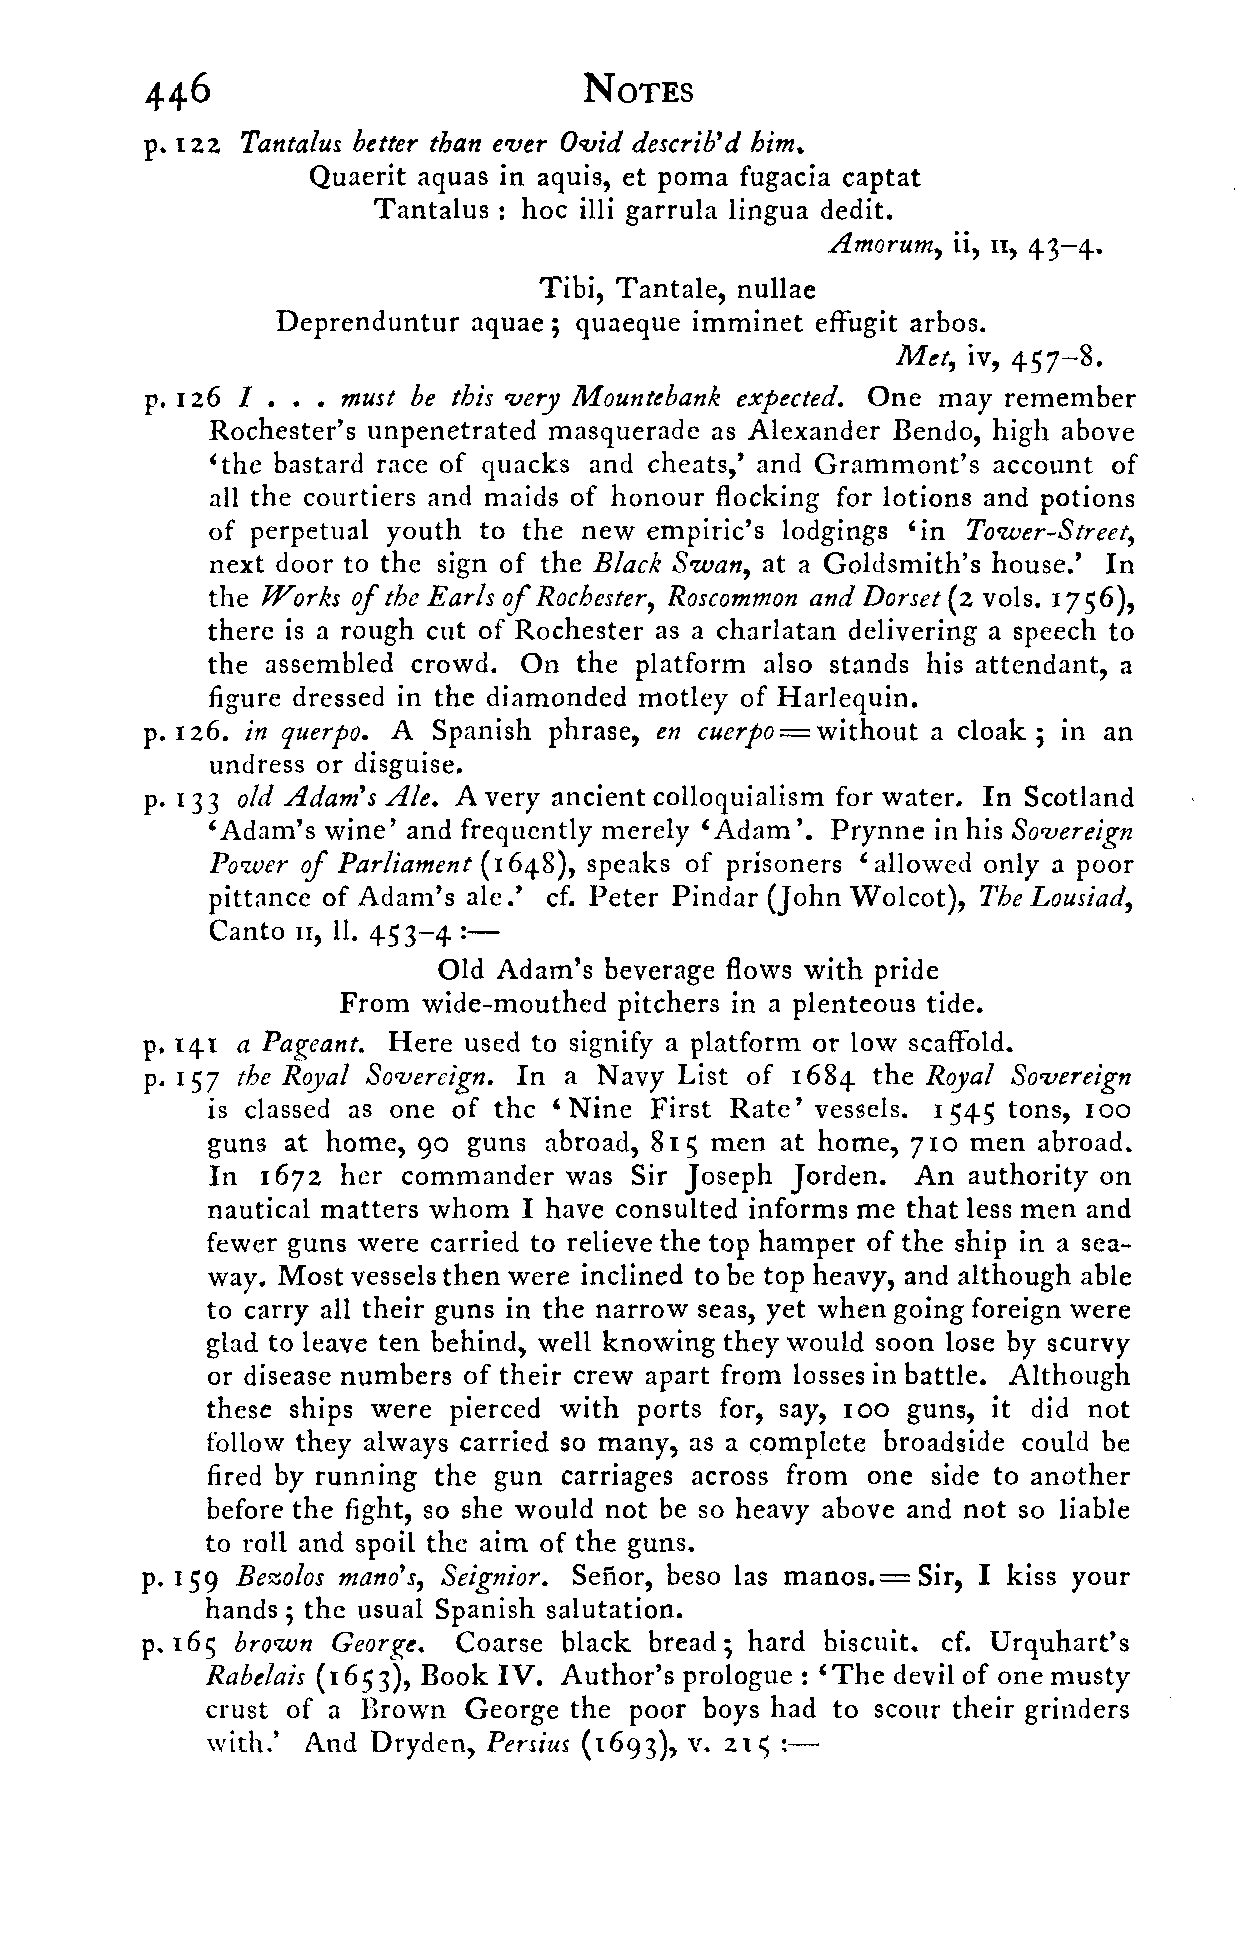 446 NOTES
p. 122 Tantalus better than ever Ovid describ'd him.
Quaerit aquas in aquis, et poma fugacia captat
Tantalus : hoc illi garrula lingua dedit.
Amorum, ii, II, 43–4.
Tibi, Tantale, nullae
Deprenduntur aquae ; quaeque imminet effugit arbos.
Met, iv, 457–8.
p. 126 I . . . must be this very Mountebank expected. One may remember
Rochester's unpenetrated masquerade as Alexander Bendo, high above
‘the bastard race of quacks and cheats,’ and Grammont's account of
all the courtiers and maids of honour flocking for lotions and potions
of perpetual youth to the new empiric's lodgings ‘in Tower-Street,
next door to the sign of the Black Swan, at a Goldsmith's house.’ In
the Works of the Earls of Rochester, Roscommon and Dorset (2 vols. 1756),
there is a rough cut of Rochester as a charlatan delivering a speech to
the assembled crowd. On the platform also stands his attendant, a
figure dressed in the diamonded motley of Harlequin.
p. 126. in querpo. A Spanish phrase, en cuerpo=without a cloak ; in an
undress or disguise.
p. 133 old Adam's Ale. A very ancient colloquialism for water. In Scotland
‘Adam's wine’ and frequently merely ‘Adam’. Prynne in his Sovereign
Power of Parliament (1648), speaks of prisoners ‘allowed only a poor
pittance of Adam's ale.’ cf. Peter Pindar (John Wolcot), The Lousiad,
Canto II, ll. 453–4 :—
Old Adam's beverage flows with pride
From wide-mouthed pitchers in a plenteous tide.
p. 141 a Pageant. Here used to signify a platform or low scaffold.
p. 157 the Royal Sovereign. In a Navy List of 1684 the Royal Sovereign
is classed as one of the ‘Nine First Rate’ vessels. 1545 tons, 100
guns at home, 90 guns abroad, 815 men at home, 710 men abroad.
In 1672 her commander was Sir Joseph Jorden. An authority on
nautical matters whom I have consulted informs me that less men and
fewer guns were carried to relieve the top hamper of the ship in a sea-
way. Most vessels then were inclined to be top heavy, and although able
to carry all their guns in the narrow seas, yet when going foreign were
glad to leave ten behind, well knowing they would soon lose by scurvy
or disease numbers of their crew apart from losses in battle. Although
these ships were pierced with ports for, say, 100 guns, it did not
follow they always carried so many, as a complete broadside could be
fired by running the gun carriages across from one side to another
before the fight, so she would not be so heavy above and not so liable
to roll and spoil the aim of the guns.
p. 159 Bezolos mano's, Seignior. Señor, beso las manos.=Sir, I kiss your
hands ; the usual Spanish salutation.
p. 165 brown George. Coarse black bread ; hard biscuit. cf. Urquhart's
Rabelais (1653), Book IV. Author's prologue : ‘The devil of one musty
crust of a Brown George the poor boys had to scour their grinders
with.’ And Dryden, Persius (1693), v. 215 :—